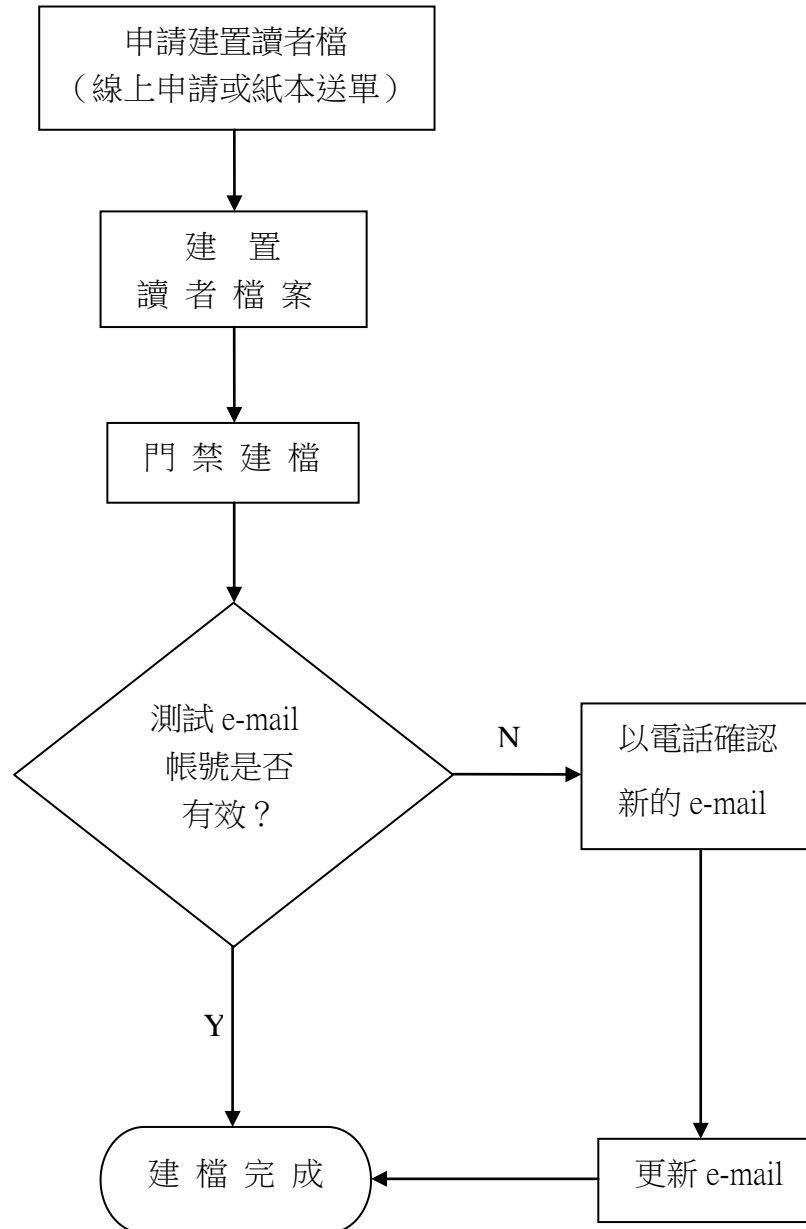 申請建置讀者檔
（線上申請或紙本送單）
建 置
讀 者 檔 案
門 禁 建 檔
測試 e-mail
帳號是否
有效？
N
以電話確認
新的 e-mail
Y
建 檔 完 成
更新 e-mail